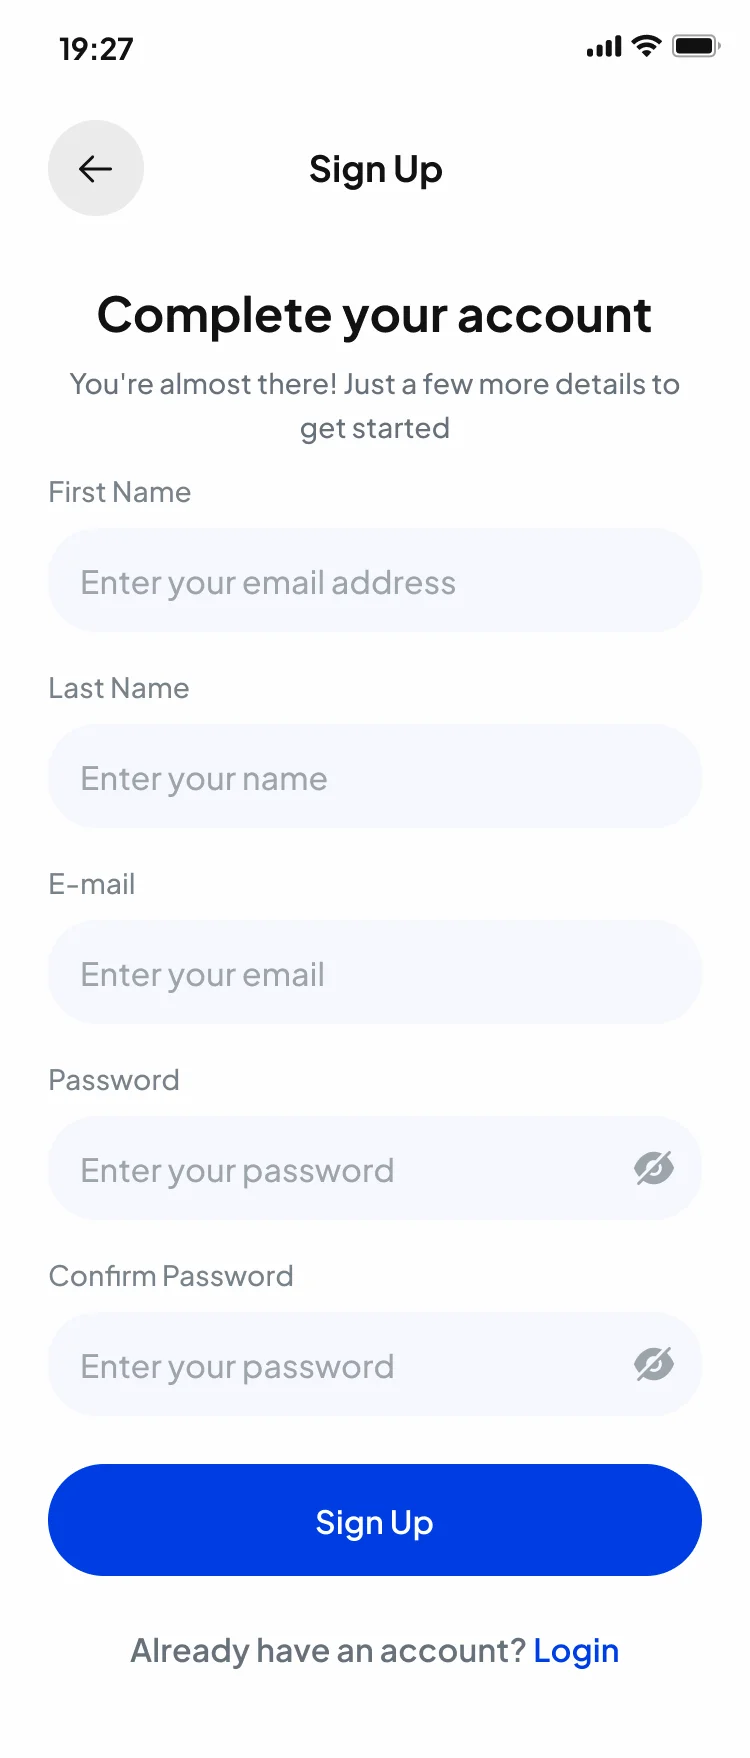 19:27
Sign Up
Complete your account
You're almost there! Just a few more details to
get started
First Name
Enter your email address
Last Name
Enter your name
E-mail
Enter your email
Password
Enter your password
Confirm Password
Enter your password
Sign Up
Already have an account? Login